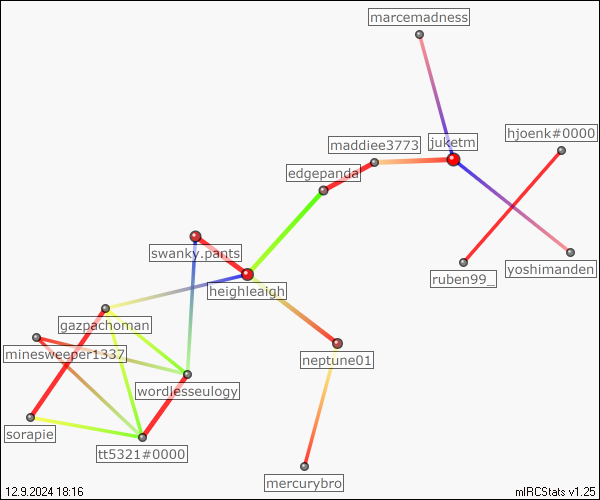 marcemadness
hjoenk#0000
juketm
maddiee3773
edgepanda
swanky.pants
yoshimanden
ruben99_
heighleaigh
gazpachoman
minesweeper1337
neptune01
wordlesseulogy
sorapie
tt5321#0000
mercurybro
12.9.2024 18:16
mIRCStats v1.25